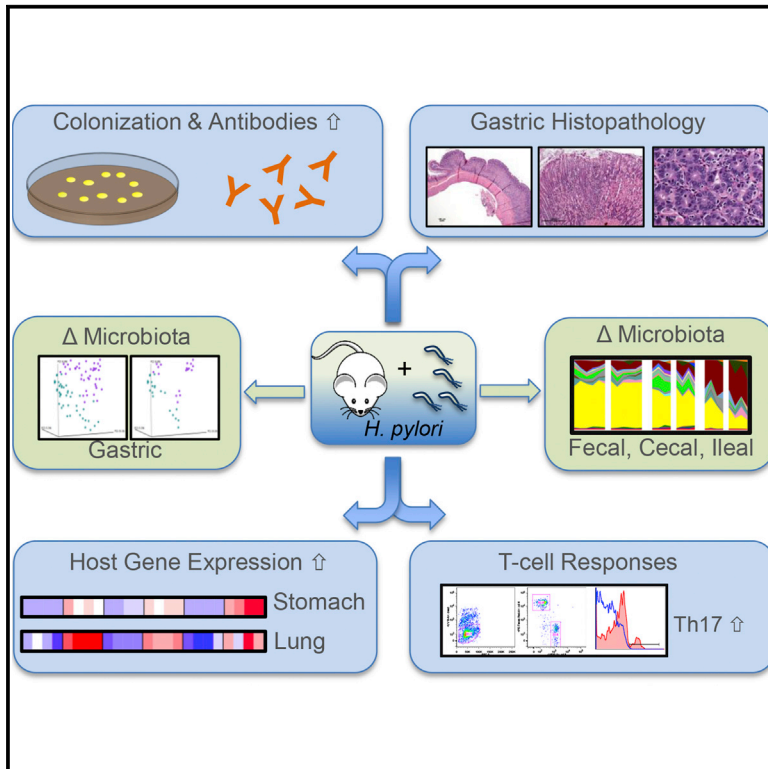 Colonization & Antibodies ⇧
Gastric Histopathology
Δ Microbiota
Gastric
+
H. pylori
Δ Microbiota
Fecal, Cecal, Ileal
Host Gene Expression ⇧
Stomach
Lung
T-cell Responses
Th17 ⇧